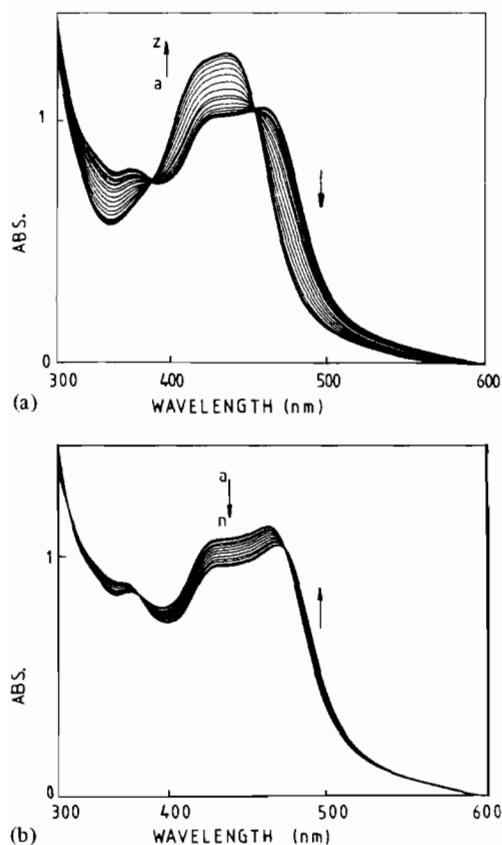 z
a
1
ABS.
0
300
400
500
600
(a)
WAVELENGTH (nm)
a
n
1
ABS.
0
300
400
500
600
(b)
WAVELENGTH (nm)